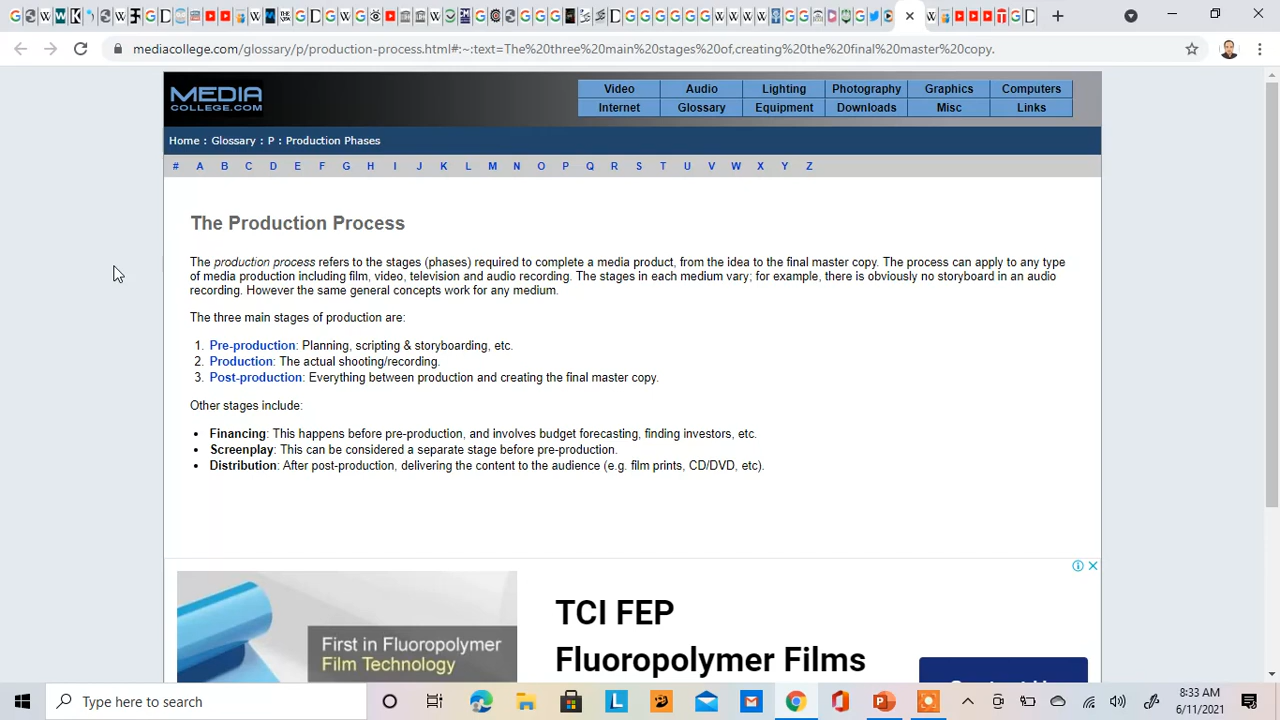 mediacollege.com/glossary/p/production-process.html#:~:text=The%20three%20main%20stages%20of,creating%20the%20final%20master%20copy.
MEDIA
COLLEGE.COM
Video Audio Lighting Photography Graphics Computers
Internet Glossary Equipment Downloads Misc Links
Home : Glossary : P : Production Phases
# A B C D E F G H I J K L M N O P Q R S T U V W X Y Z
The Production Process
The production process refers to the stages (phases) required to complete a media product, from the idea to the final master copy. The process can apply to any type
of media production including film, video, television and audio recording. The stages in each medium vary; for example, there is obviously no storyboard in an audio
recording. However the same general concepts work for any medium.
The three main stages of production are:
1. Pre-production: Planning, scripting & storyboarding, etc.
2. Production: The actual shooting/recording.
3. Post-production: Everything between production and creating the final master copy.
Other stages include:
• Financing: This happens before pre-production, and involves budget forecasting, finding investors, etc.
• Screenplay: This can be considered a separate stage before pre-production.
• Distribution: After post-production, delivering the content to the audience (e.g. film prints, CD/DVD, etc).
First in Fluoropolymer
Film Technology
TCI FEP
Fluoropolymer Films
Type here to search
8:33 AM
6/11/2021